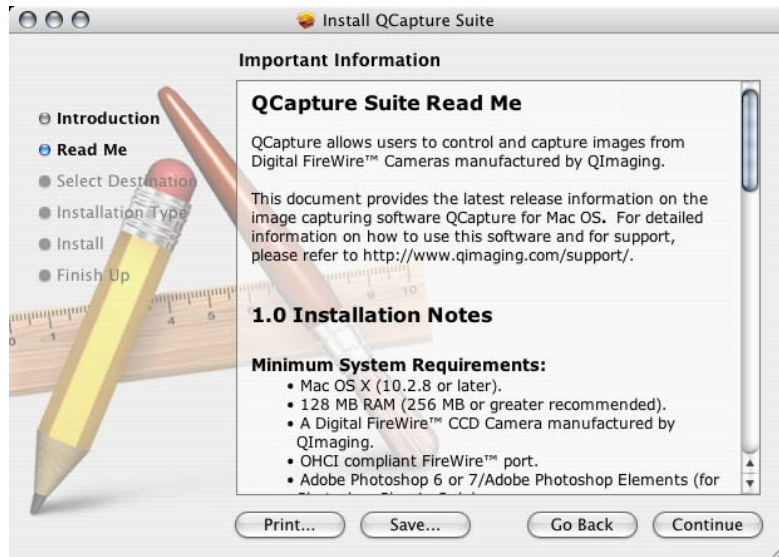 Install QCapture Suite
Important Information
Introduction
Read Me
Select Destination
Installation Type
Install
Finish Up
QCapture Suite Read Me
QCapture allows users to control and capture images from
Digital FireWire™ Cameras manufactured by QImaging.
This document provides the latest release information on the
image capturing software QCapture for Mac OS. For detailed
information on how to use this software and for support,
please refer to http://www.qimaging.com/support/.
1.0 Installation Notes
Minimum System Requirements:
• Mac OS X (10.2.8 or later).
• 128 MB RAM (256 MB or greater recommended).
• A Digital FireWire™ CCD Camera manufactured by
QImaging.
• OHCI compliant FireWire™ port.
• Adobe Photoshop 6 or 7/Adobe Photoshop Elements (for
0 1 4 5 9 10
Print... Save... Go Back Continue